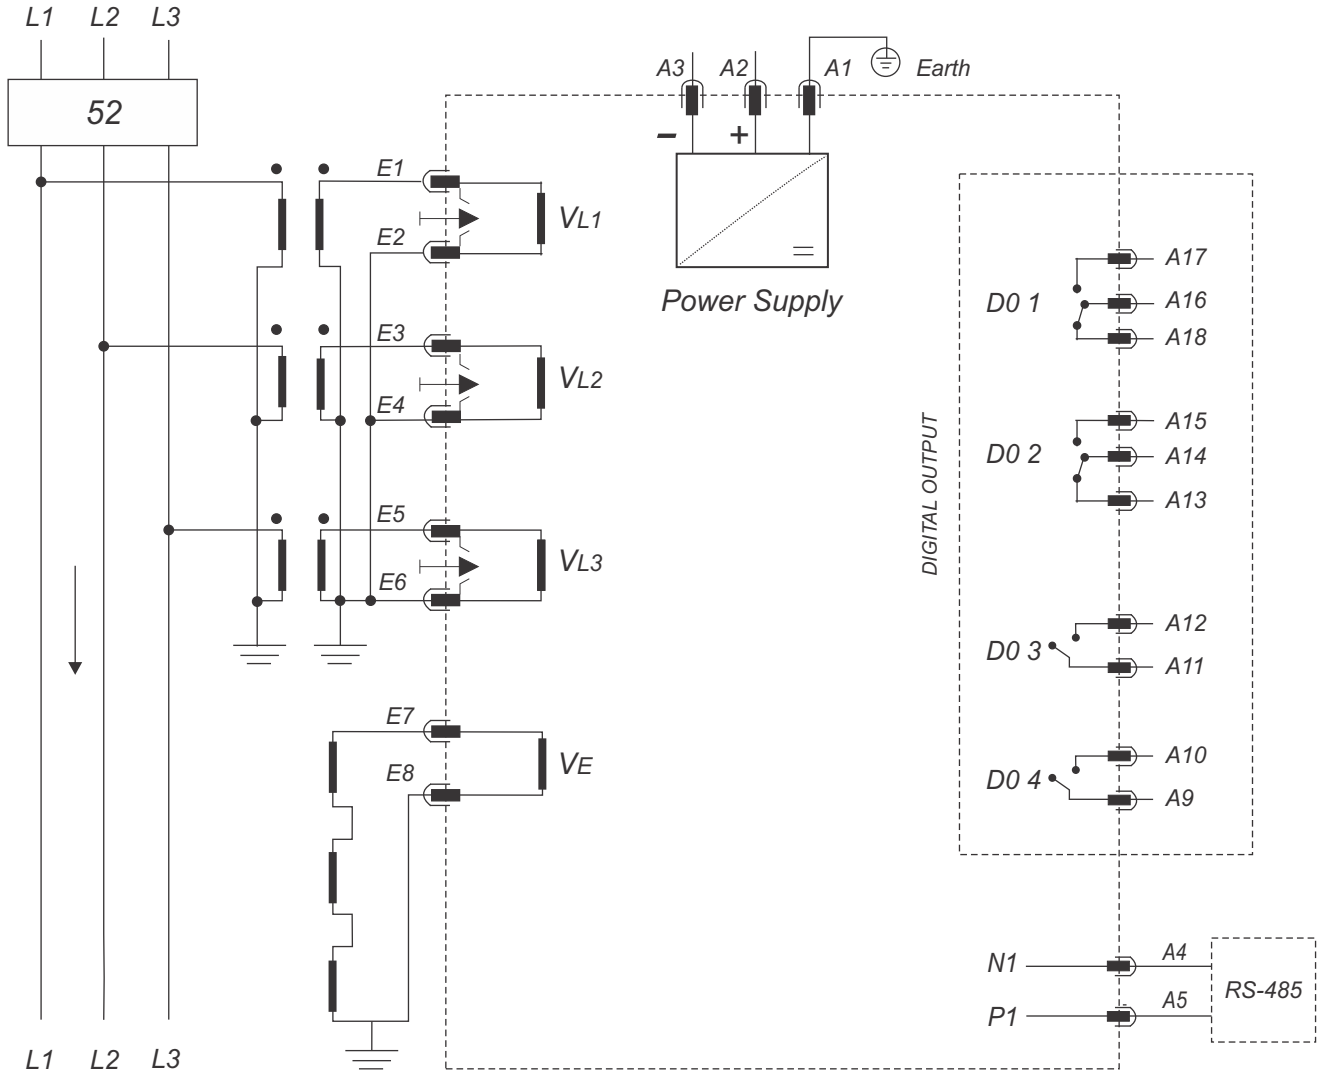 L1 L2 L3
52
A3 A2 A1 Earth
– +
Power Supply
E1
E2
VL1
E3
E4
VL2
E5
E6
VL3
E7
E8
VE
DIGITAL OUTPUT
D0 1
A17
A16
A18
D0 2
A15
A14
A13
D0 3
A12
A11
D0 4
A10
A9
N1 A4
P1 A5
RS-485
L1 L2 L3